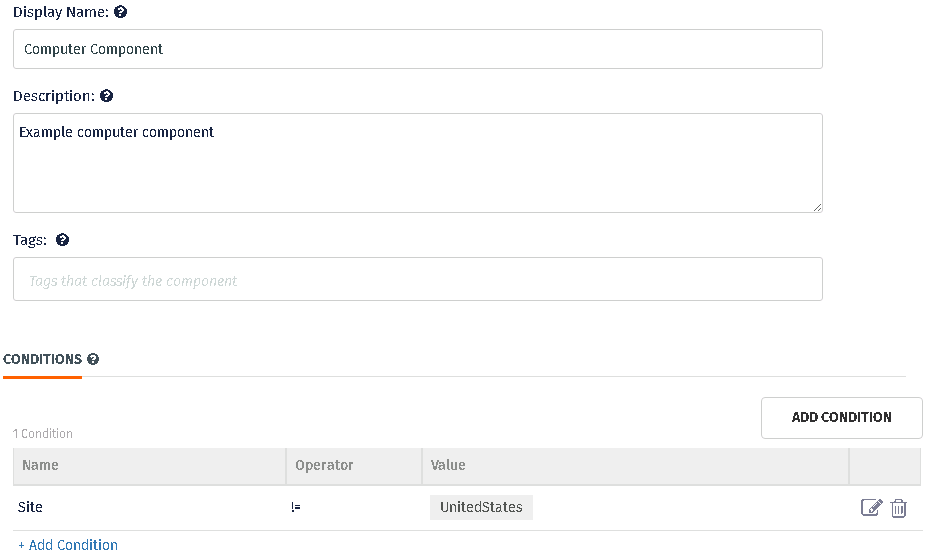 Display Name:
Computer Component
Description:
Example computer component
Tags:
Tags that classify the component
CONDITIONS
ADD CONDITION
1 Condition
Name Operator Value
Site != UnitedStates
+ Add Condition